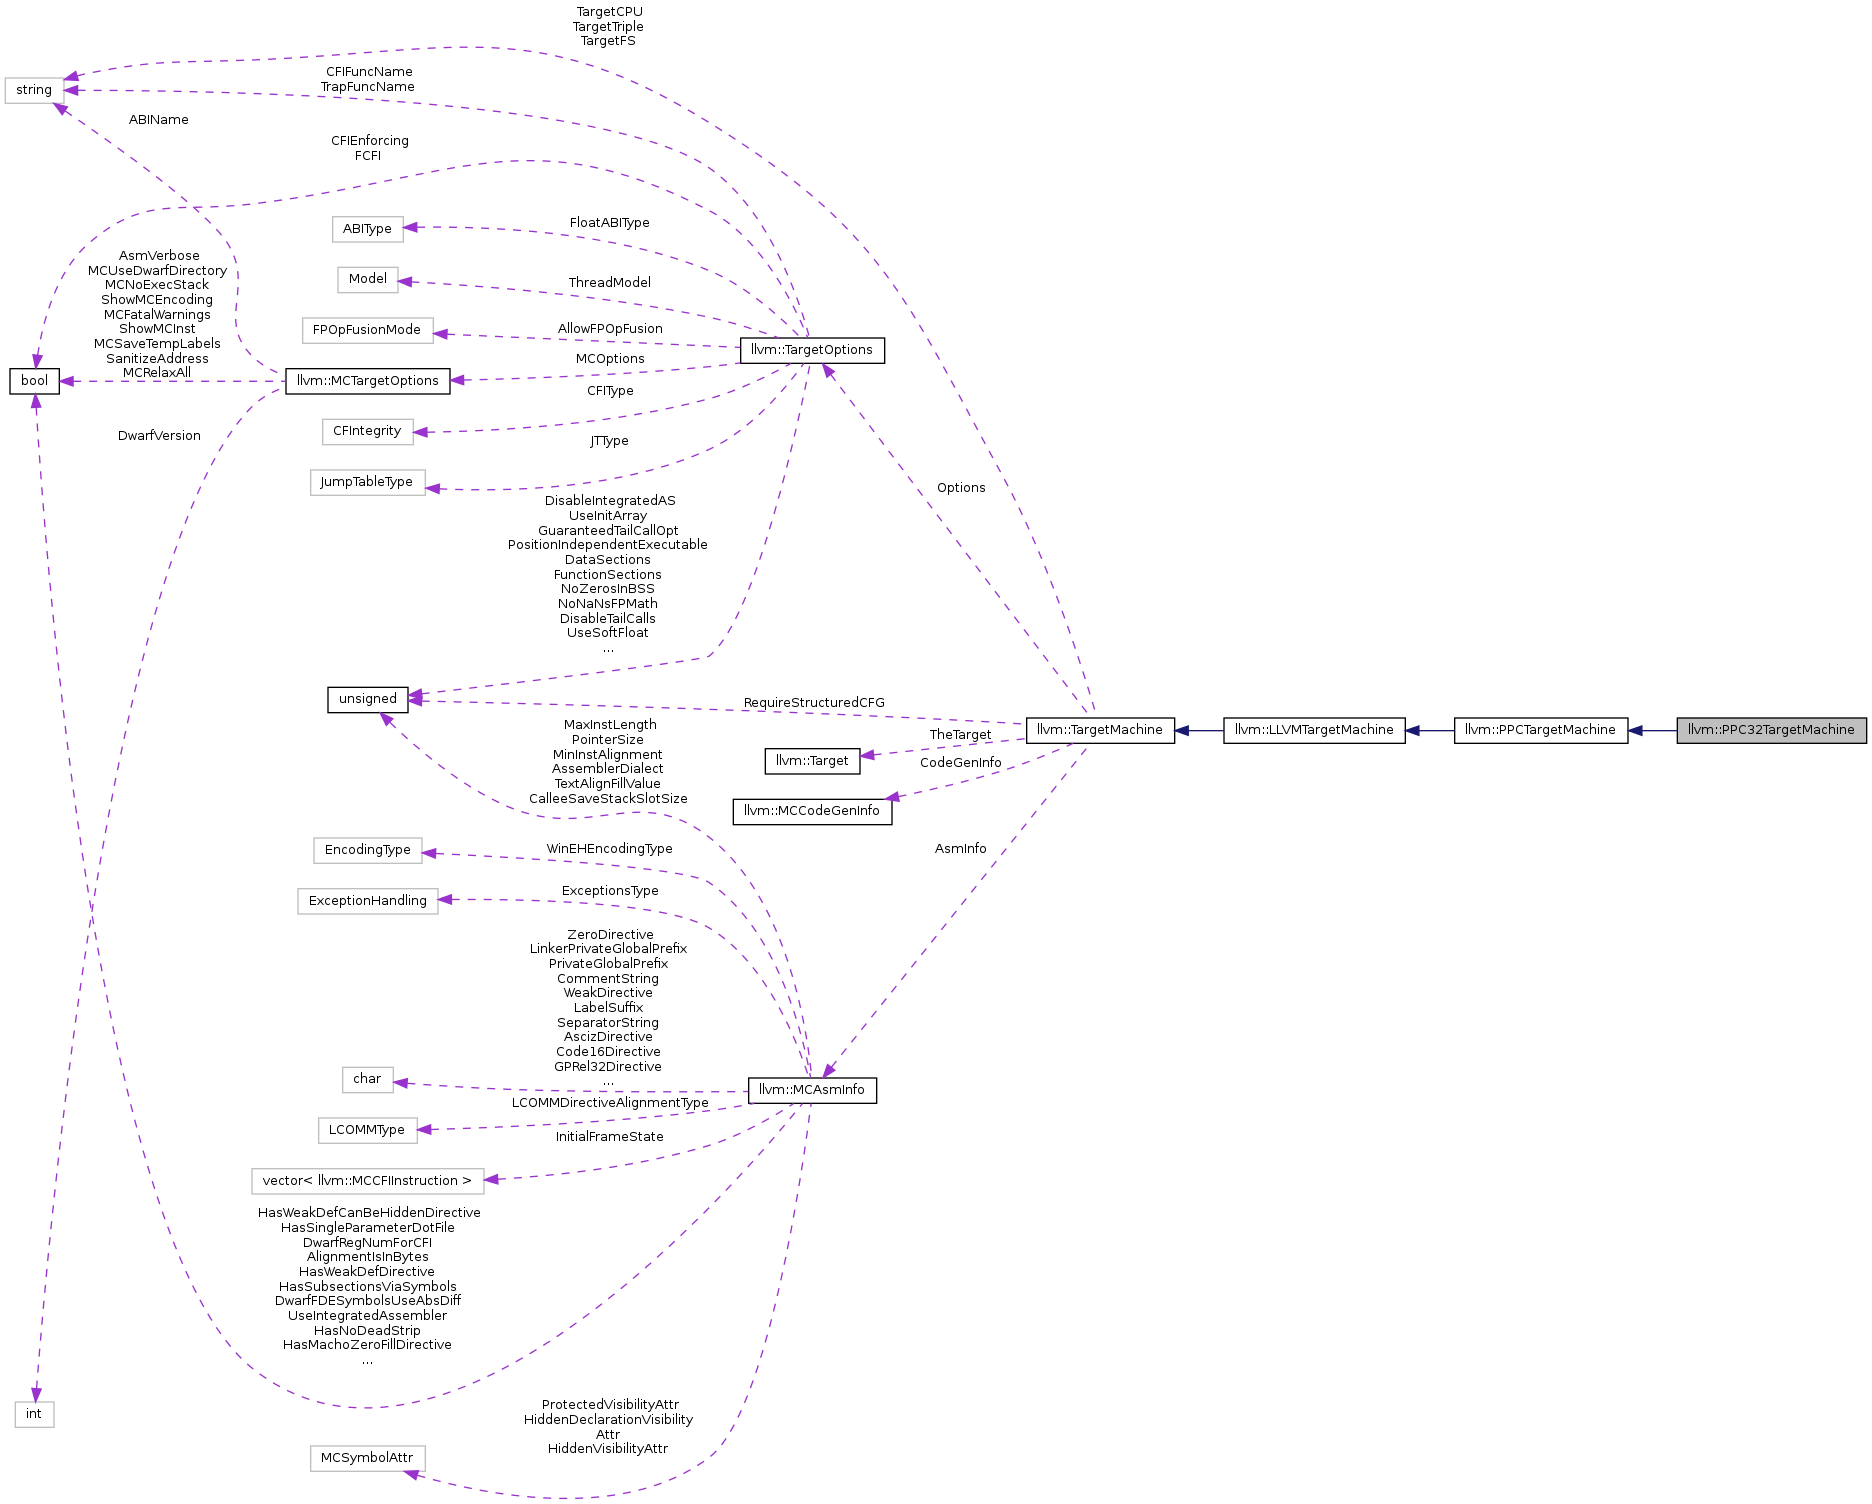 TargetCPU
TargetTriple
TargetFS
CFIFuncName
TrapFuncName
string
ABIName
CFIEnforcing
FCFI
FloatABIType
ABIType
AsmVerbose
MCUseDwarfDirectory
MCNoExecStack
ShowMCEncoding
MCFatalWarnings
ShowMCInst
MCSaveTempLabels
SanitizeAddress
MCRelaxAll
Model
ThreadModel
FPOpFusionMode
AllowFPOpFusion
llvm::TargetOptions
MCOptions
bool
llvm::MCTargetOptions
CFIType
CFIntegrity
DwarfVersion
JTType
JumpTableType
Options
DisableIntegratedAS
UseInitArray
GuaranteedTailCallOpt
PositionIndependentExecutable
DataSections
FunctionSections
NoZerosInBSS
NoNaNsFPMath
DisableTailCalls
UseSoftFloat
...
unsigned
RequireStructuredCFG
llvm::TargetMachine
llvm::LLVMTargetMachine
llvm::PPCTargetMachine
llvm::PPC32TargetMachine
TheTarget
llvm::Target
CodeGenInfo
llvm::MCCodeGenInfo
MaxInstLength
PointerSize
MinInstAlignment
AssemblerDialect
TextAlignFillValue
CalleeSaveStackSlotSize
AsmInfo
WinEHEncodingType
EncodingType
ExceptionsType
ExceptionHandling
ZeroDirective
LinkerPrivateGlobalPrefix
PrivateGlobalPrefix
CommentString
WeakDirective
LabelSuffix
SeparatorString
AscizDirective
Code16Directive
GPRel32Directive
...
char
llvm::MCAsmInfo
LCOMMDirectiveAlignmentType
LCOMMType
InitialFrameState
vector< llvm::MCCFIInstruction >
HasWeakDefCanBeHiddenDirective
HasSingleParameterDotFile
DwarfRegNumForCFI
AlignmentIsInBytes
HasWeakDefDirective
HasSubsectionsViaSymbols
DwarfFDESymbolsUseAbsDiff
UseIntegratedAssembler
HasNoDeadStrip
HasMachoZeroFillDirective
...
int
ProtectedVisibilityAttr
HiddenDeclarationVisibility
Attr
HiddenVisibilityAttr
MCSymbolAttr